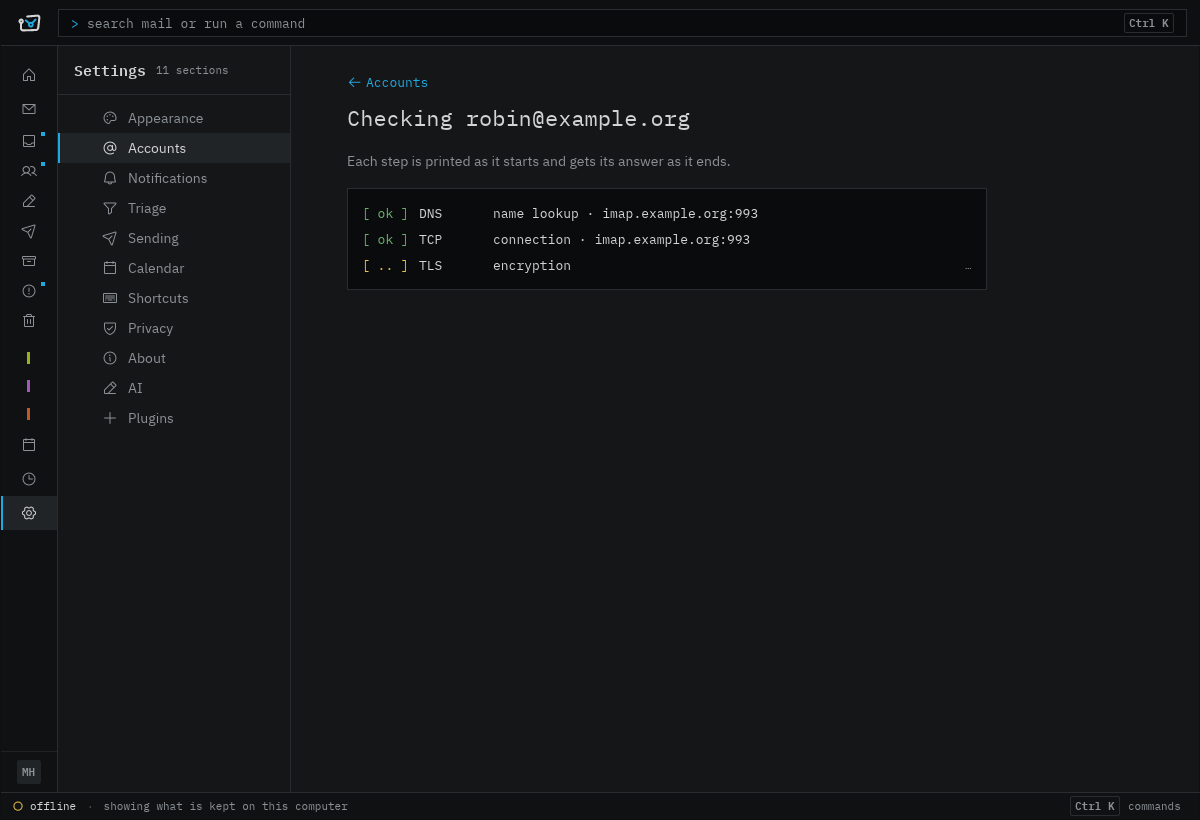 > search mail or run a command Ctrl K
Settings 11 sections
Appearance
Accounts
Notifications
Triage
Sending
Calendar
Shortcuts
Privacy
About
AI
Plugins
← Accounts
Checking robin@example.org
Each step is printed as it starts and gets its answer as it ends.
[ ok ] DNS name lookup · imap.example.org:993
[ ok ] TCP connection · imap.example.org:993
[ .. ] TLS encryption …
MH
offline · showing what is kept on this computer Ctrl K commands